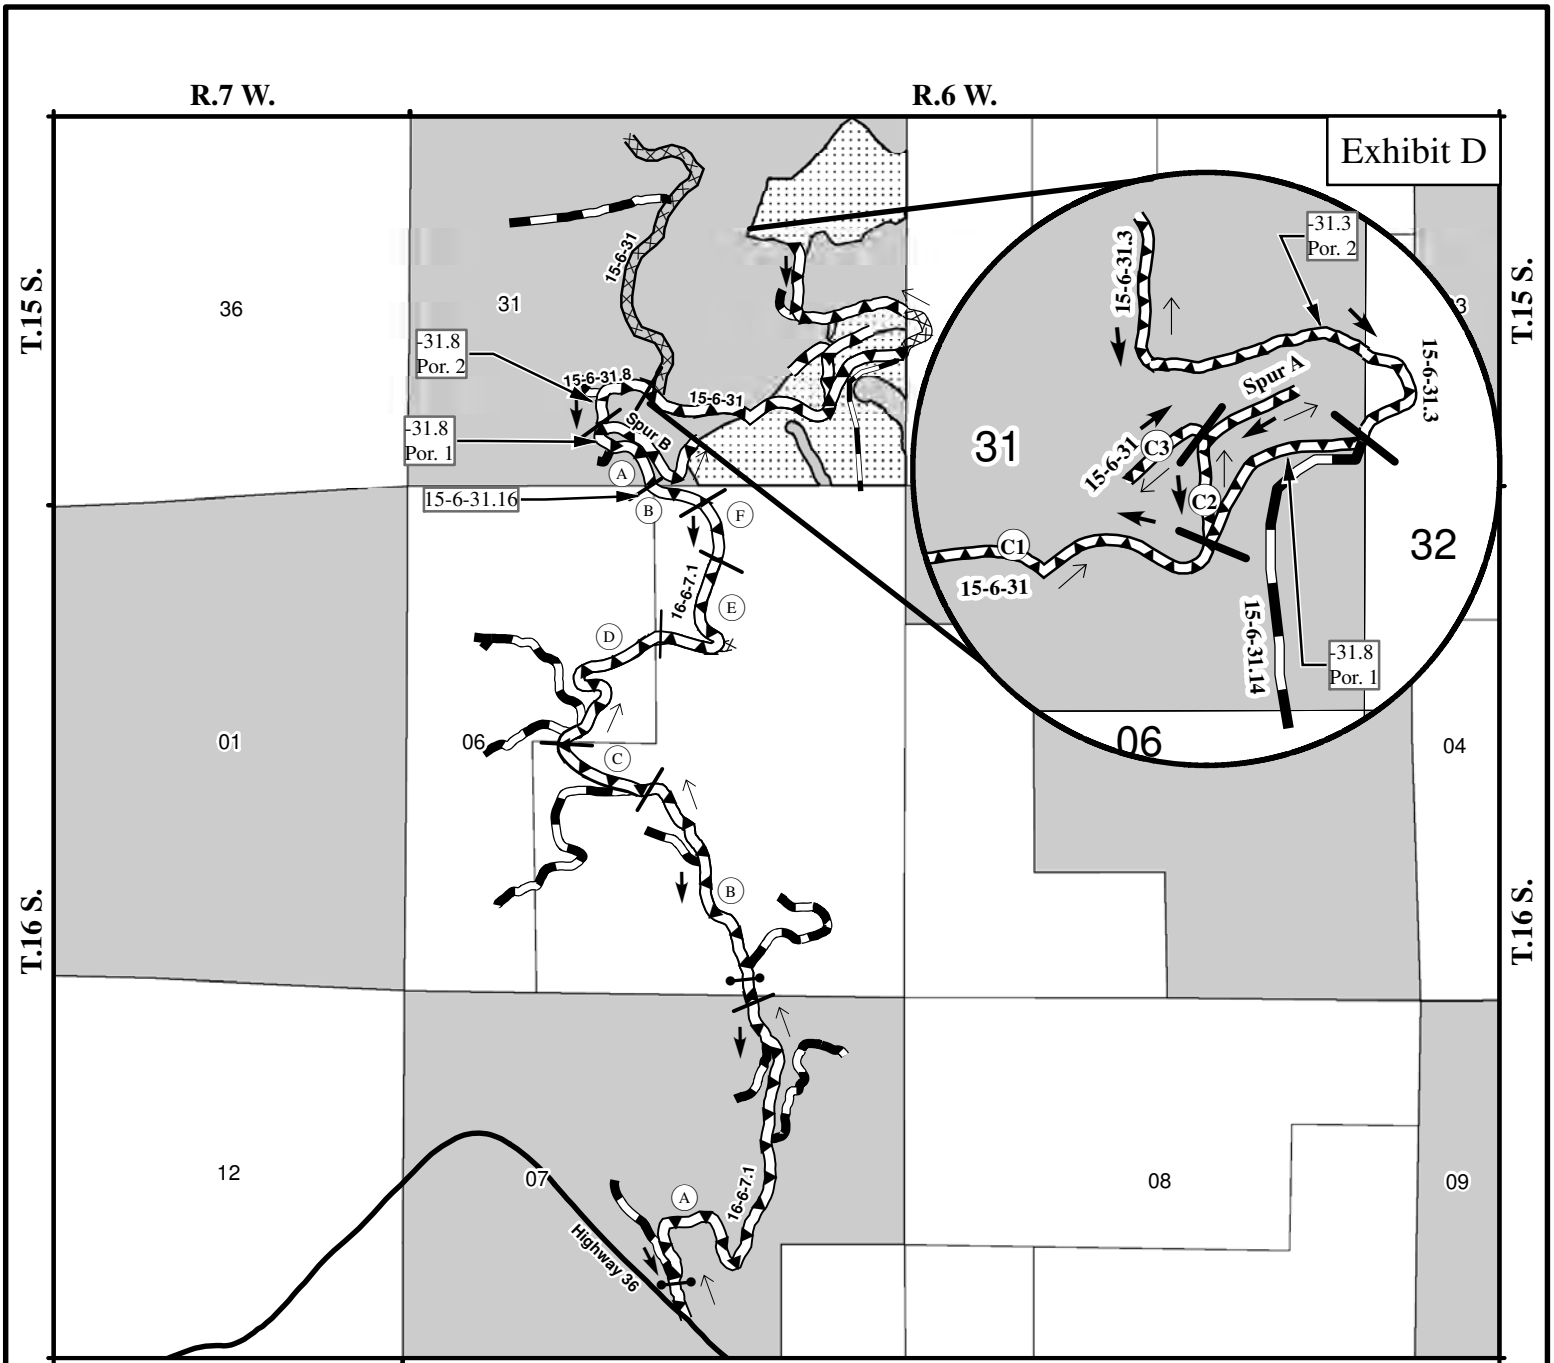 R.7 W.
R.6 W.
Exhibit D
T.15 S.
T.15 S.
36
31
15-6-31
-31.8
Por. 2
15-6-31.8
15-6-31
-31.8
Por. 1
Spur B
A
15-6-31.16
B
F
16-6-7.1
E
D
01
06
C
B
T.16 S.
T.16 S.
12
07
A
16-6-7.1
Highway 36
08
09
04
-31.3
Por. 2
15-6-31.3
15-6-31.3
Spur A
31
C3
15-6-31
C2
C1
15-6-31
32
15-6-31.14
-31.8
Por. 1
06